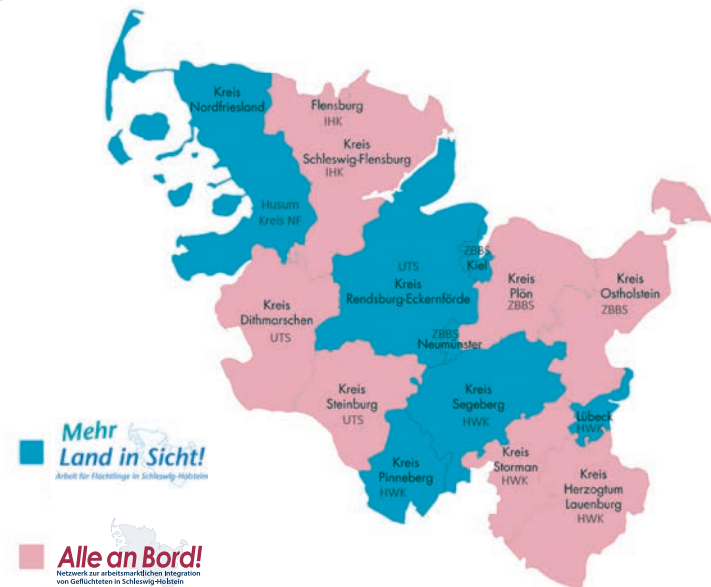 Kreis
Nordfriesland
Flensburg
IHK
Kreis
Schleswig-Flensburg
IHK
Husum
Kreis NF
ZBBS
Kiel
UTS
Kreis
Rendsburg-Eckernförde
Kreis
Plön
ZBBS
Kreis
Ostholstein
ZBBS
Kreis
Dithmarschen
UTS
ZBBS
Neumünster
Kreis
Steinburg
UTS
Kreis
Segeberg
HWK
Lübeck
HWK
Kreis
Pinneberg
HWK
Kreis
Storman
HWK
Kreis
Herzogtum
Lauenburg
HWK
Mehr
Land in Sicht!
Arbeit für Flüchtlinge in Schleswig-Holstein
Alle an Bord!
Netzwerk zur arbeitsmarktlichen Integration
von Geflüchteten in Schleswig-Holstein